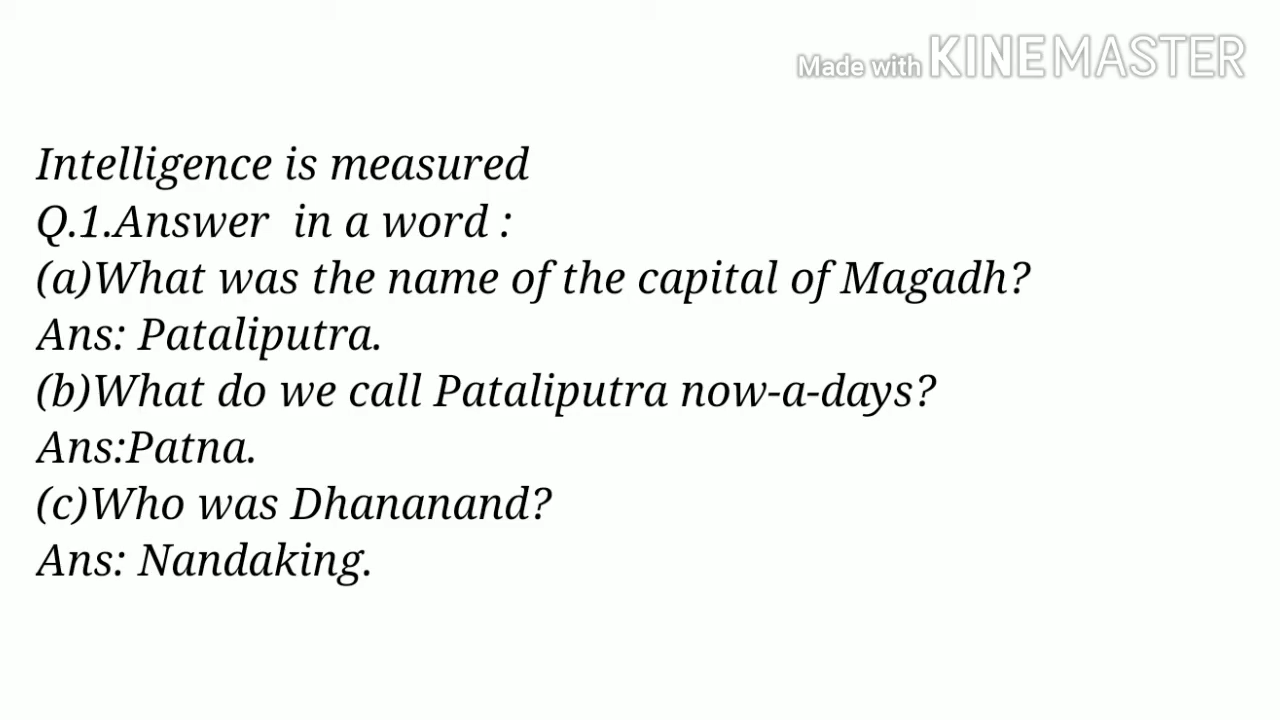 Made with KINEMASTER
Intelligence is measured
Q.1.Answer  in a word :
(a)What was the name of the capital of Magadh?
Ans: Pataliputra.
(b)What do we call Pataliputra now-a-days?
Ans:Patna.
(c)Who was Dhananand?
Ans: Nandaking.